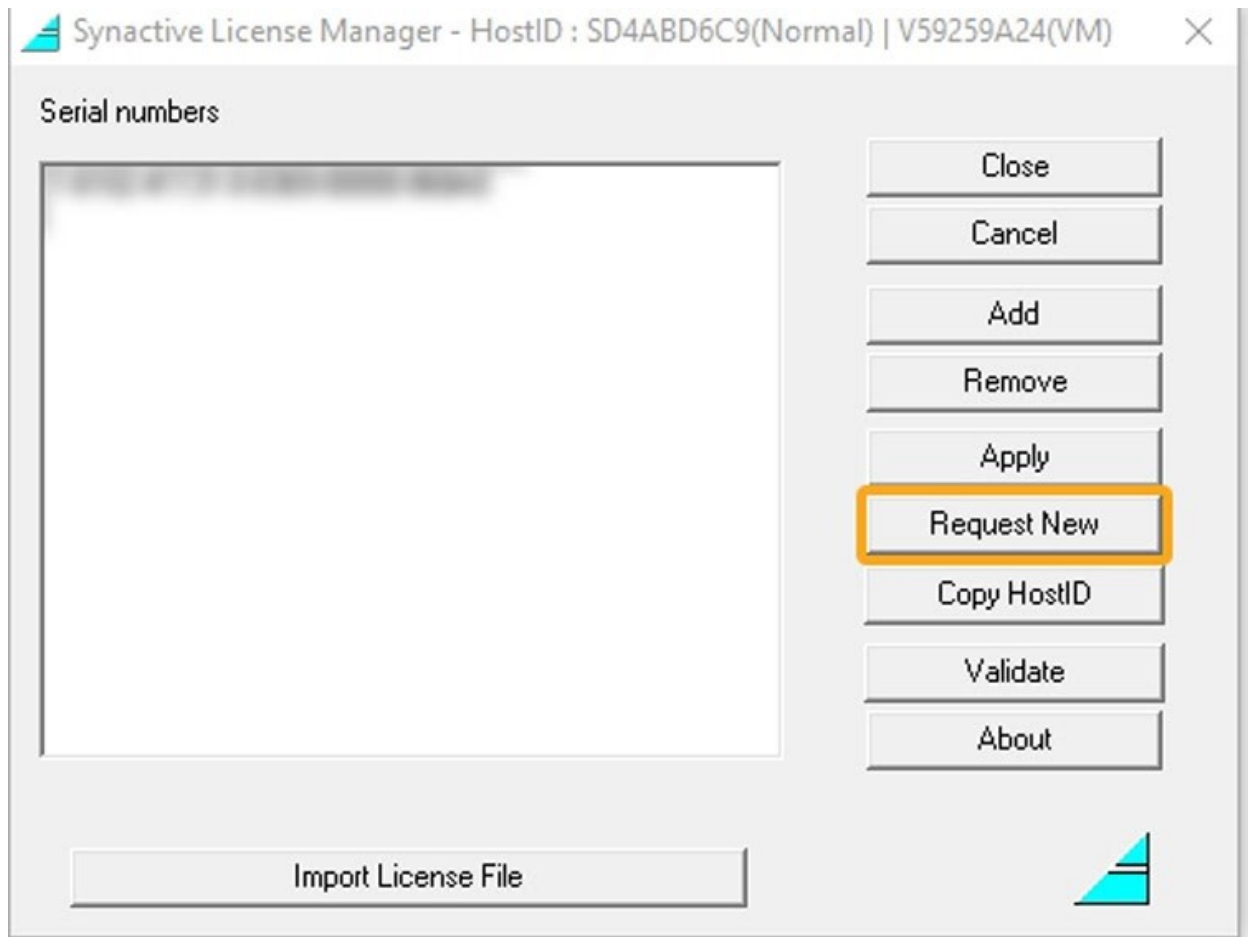 Synactive License Manager - HostID : SD4ABD6C9(Normal) | V59259A24(VM)
Serial numbers
Close
Cancel
Add
Remove
Apply
Request New
Copy HostID
Validate
About
Import License File